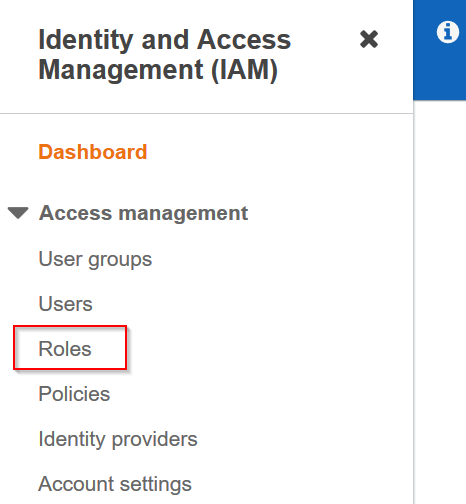 Identity and Access
Management (IAM)
Dashboard
Access management
User groups
Users
Roles
Policies
Identity providers
Account settings